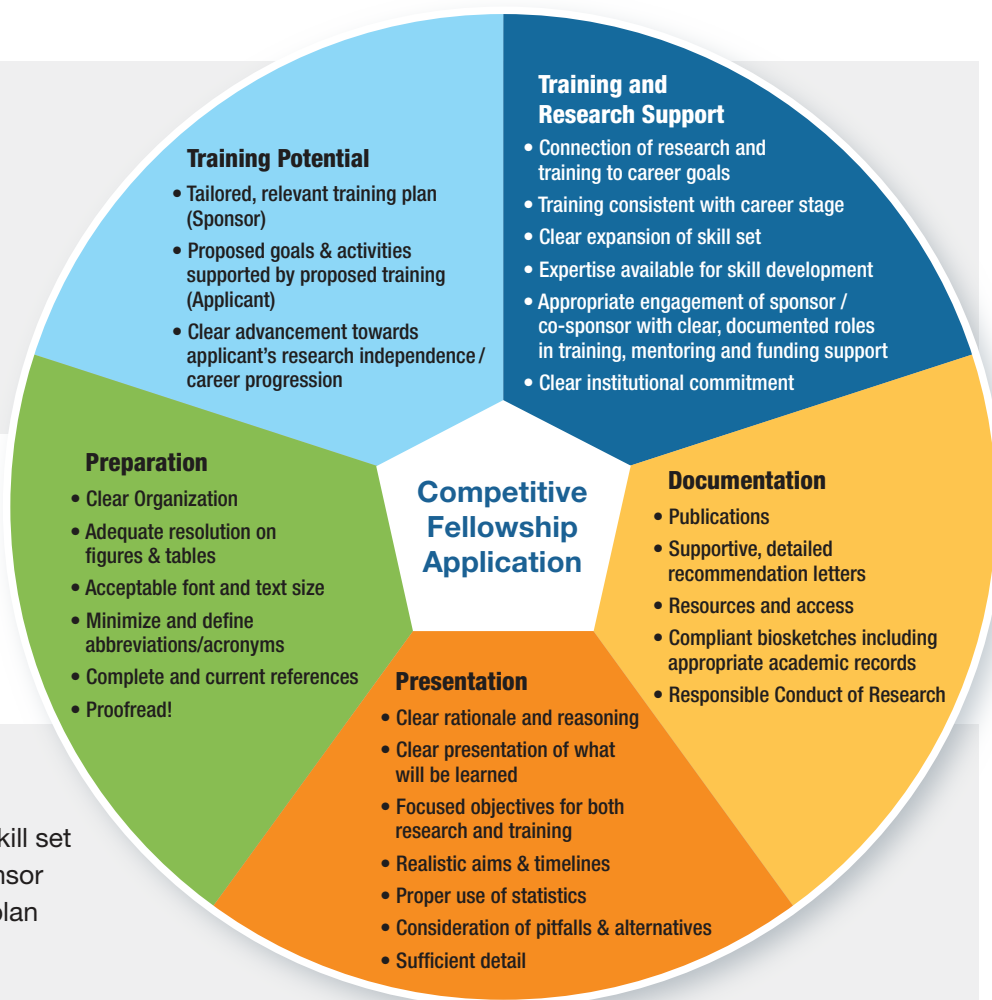 Training Potential
• Tailored, relevant training plan
(Sponsor)
• Proposed goals & activities
supported by proposed training
(Applicant)
• Clear advancement towards
applicant's research independence /
career progression
Training and
Research Support
• Connection of research and
training to career goals
• Training consistent with career stage
• Clear expansion of skill set
• Expertise available for skill development
• Appropriate engagement of sponsor /
co-sponsor with clear, documented roles
in training, mentoring and funding support
• Clear institutional commitment
Preparation
• Clear Organization
• Adequate resolution on
figures & tables
• Acceptable font and text size
• Minimize and define
abbreviations/acronyms
• Complete and current references
• Proofread!
Competitive
Fellowship
Application
Documentation
• Publications
• Supportive, detailed
recommendation letters
• Resources and access
• Compliant biosketches including
appropriate academic records
• Responsible Conduct of Research
Presentation
• Clear rationale and reasoning
• Clear presentation of what
will be learned
• Focused objectives for both
research and training
• Realistic aims & timelines
• Proper use of statistics
• Consideration of pitfalls & alternatives
• Sufficient detail
set